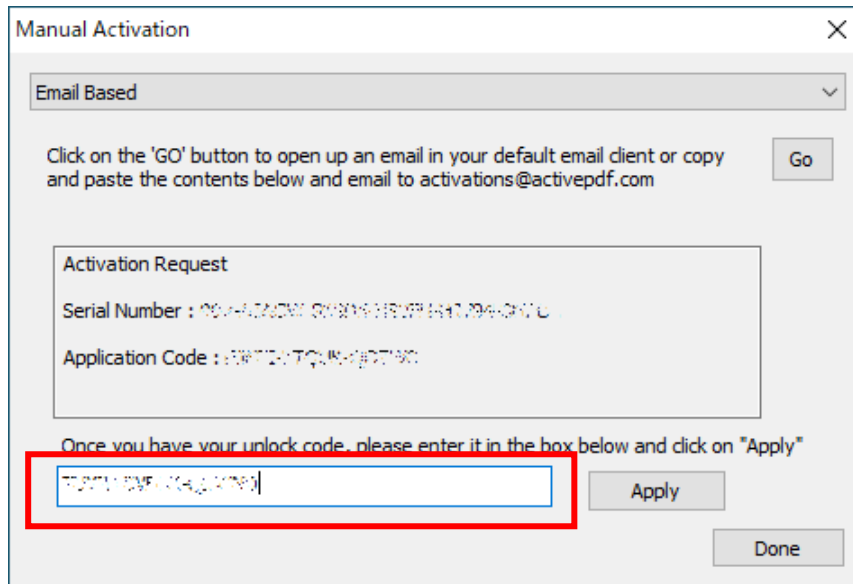 Manual Activation
Email Based
Click on the 'GO' button to open up an email in your default email client or copy
and paste the contents below and email to activations@activepdf.com
Go
Activation Request
Serial Number :
Application Code :
Once you have your unlock code, please enter it in the box below and click on "Apply"
Apply
Done